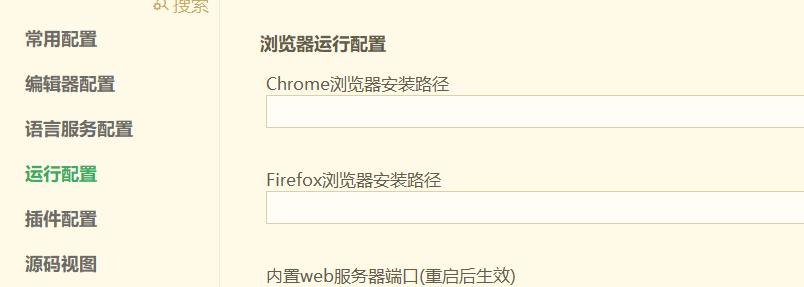 搜索
常用配置
编辑器配置
语言服务配置
运行配置
插件配置
源码视图
浏览器运行配置
Chrome浏览器安装路径
Firefox浏览器安装路径
内置web服务器端口(重启后生效)